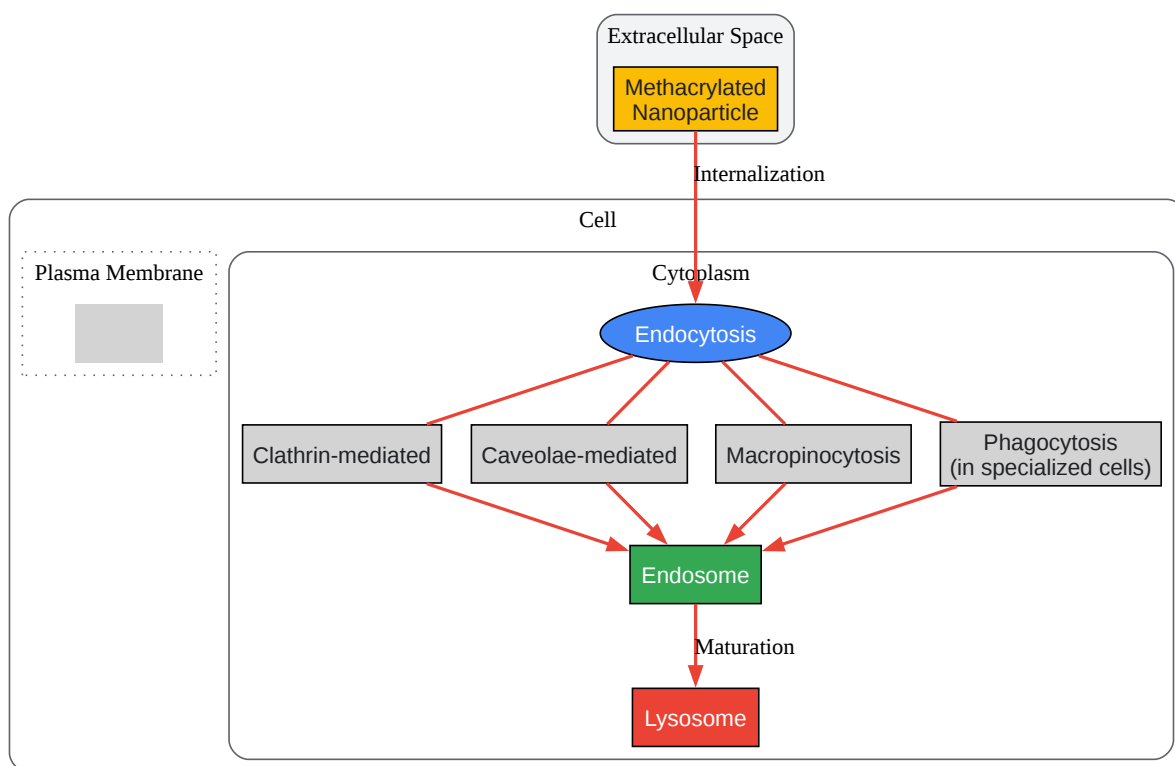 Extracellular Space
Methacrylated
Nanoparticle
Internalization
Cell
Plasma Membrane
Cytoplasm
Endocytosis
Clathrin-mediated
Caveolae-mediated
Macropinocytosis
Phagocytosis
(in specialized cells)
Endosome
Maturation
Lysosome